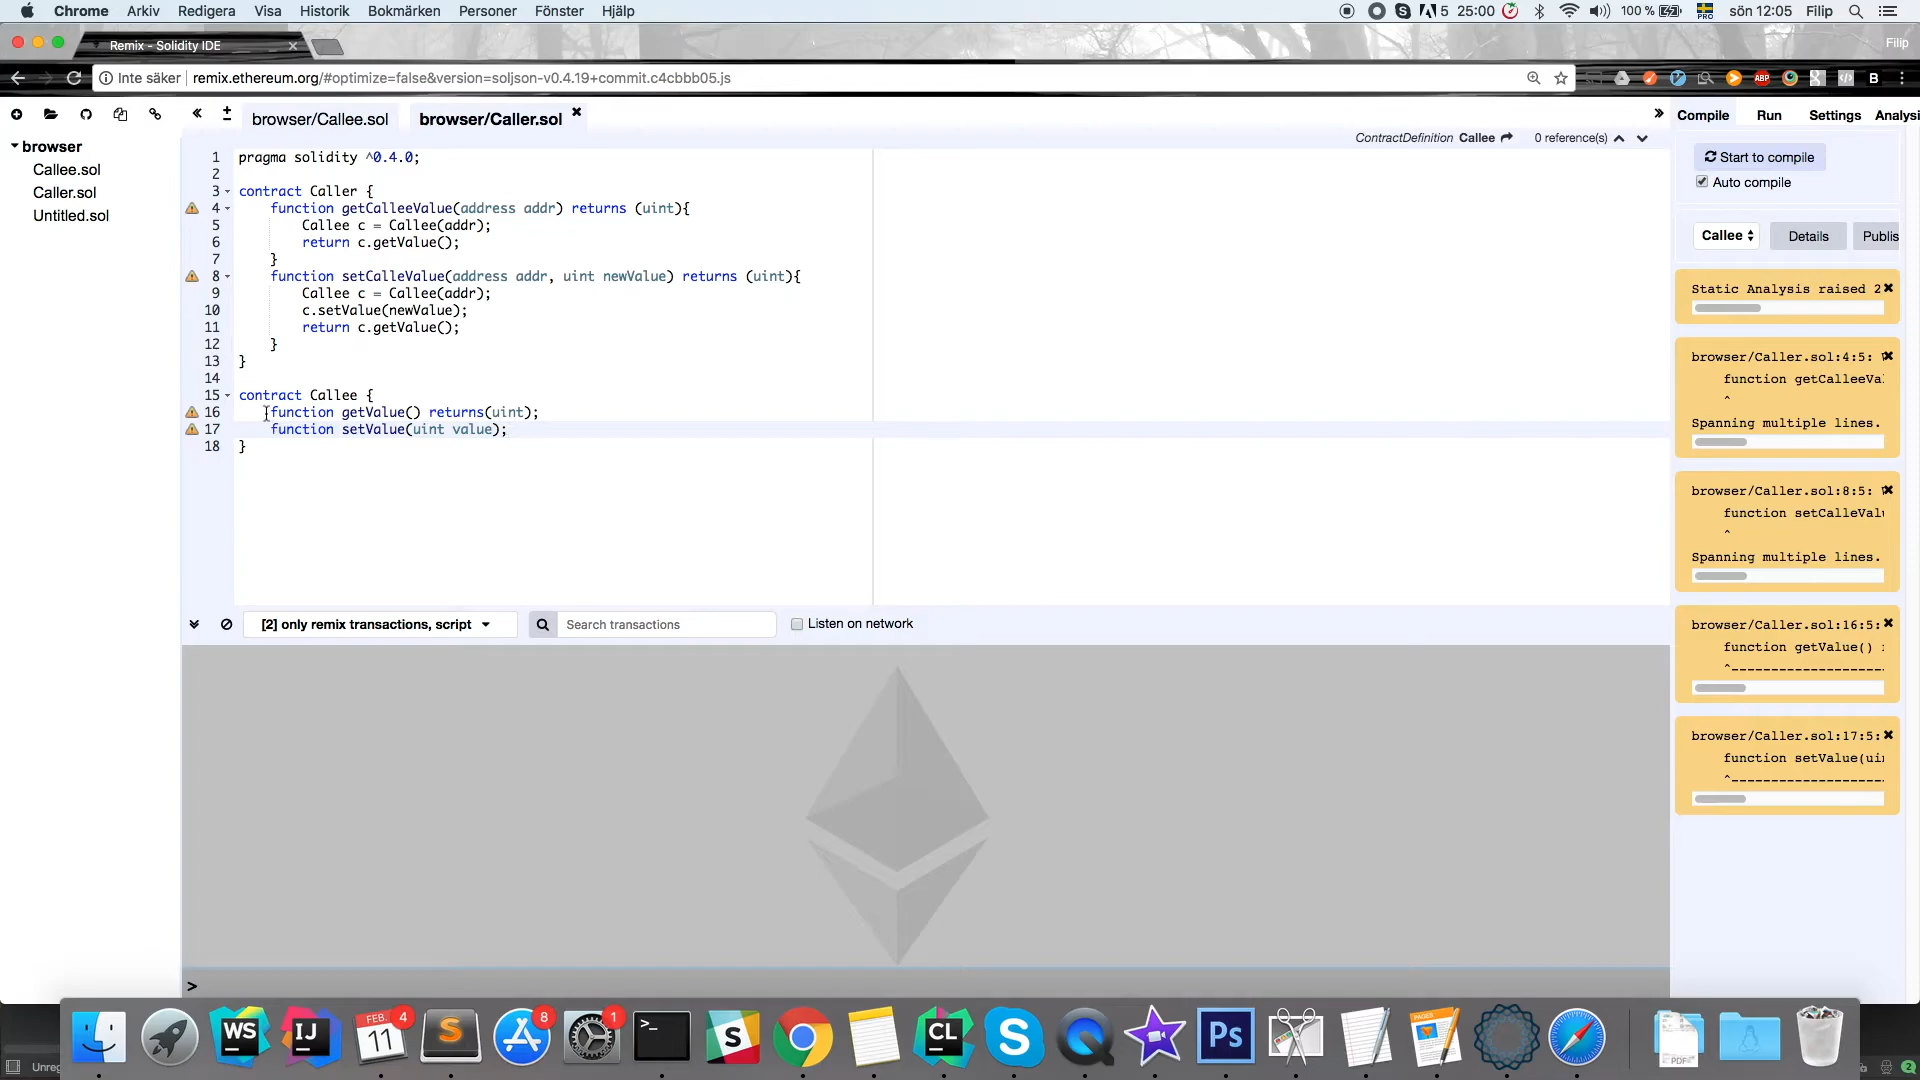 Chrome Arkiv Redigera Visa Historik Bokmärken Personer Fönster Hjälp 5 25:00 100 % PRO sön 12:05 Filip
Remix - Solidity IDE
Filip
Inte säker remix.ethereum.org/#optimize=false&version=soljson-v0.4.19+commit.c4cbbb05.js ABP B
browser/Callee.sol browser/Caller.sol
Compile Run Settings Analysi
ContractDefinition Callee 0 reference(s)
browser
Callee.sol
Caller.sol
Untitled.sol
1 pragma solidity ^0.4.0;
2
3 contract Caller {
4 function getCalleeValue(address addr) returns (uint){
5 Callee c = Callee(addr);
6 return c.getValue();
7 }
8 function setCalleValue(address addr, uint newValue) returns (uint){
9 Callee c = Callee(addr);
10 c.setValue(newValue);
11 return c.getValue();
12 }
13 }
14
15 contract Callee {
16 function getValue() returns(uint);
17 function setValue(uint value);
18 }
Start to compile
Auto compile
Callee Details Publis
Static Analysis raised 2
browser/Caller.sol:4:5:
function getCalleeVa
^
Spanning multiple lines.
browser/Caller.sol:8:5:
function setCalleVal
^
Spanning multiple lines.
browser/Caller.sol:16:5:
function getValue()
^--------------------
browser/Caller.sol:17:5:
function setValue(ui
^--------------------
[2] only remix transactions, script Search transactions Listen on network
>
WS IJ FEB. 11 4 S 8 1 >_ S CL S Ps PDF
Unreg 2